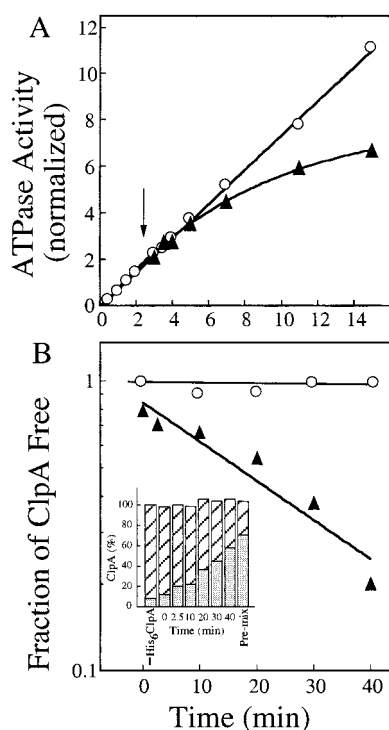 A
ATPase Activity
(normalized)
12
10
8
6
4
2
0
0 2 4 6 8 10 12 14
B
Fraction of ClpA Free
1
0.1
ClpA (%)
100
80
60
40
20
0
–His6ClpA
0 2.5 10 20 30 40
Pre-mix
Time (min)
0 10 20 30 40
Time (min)